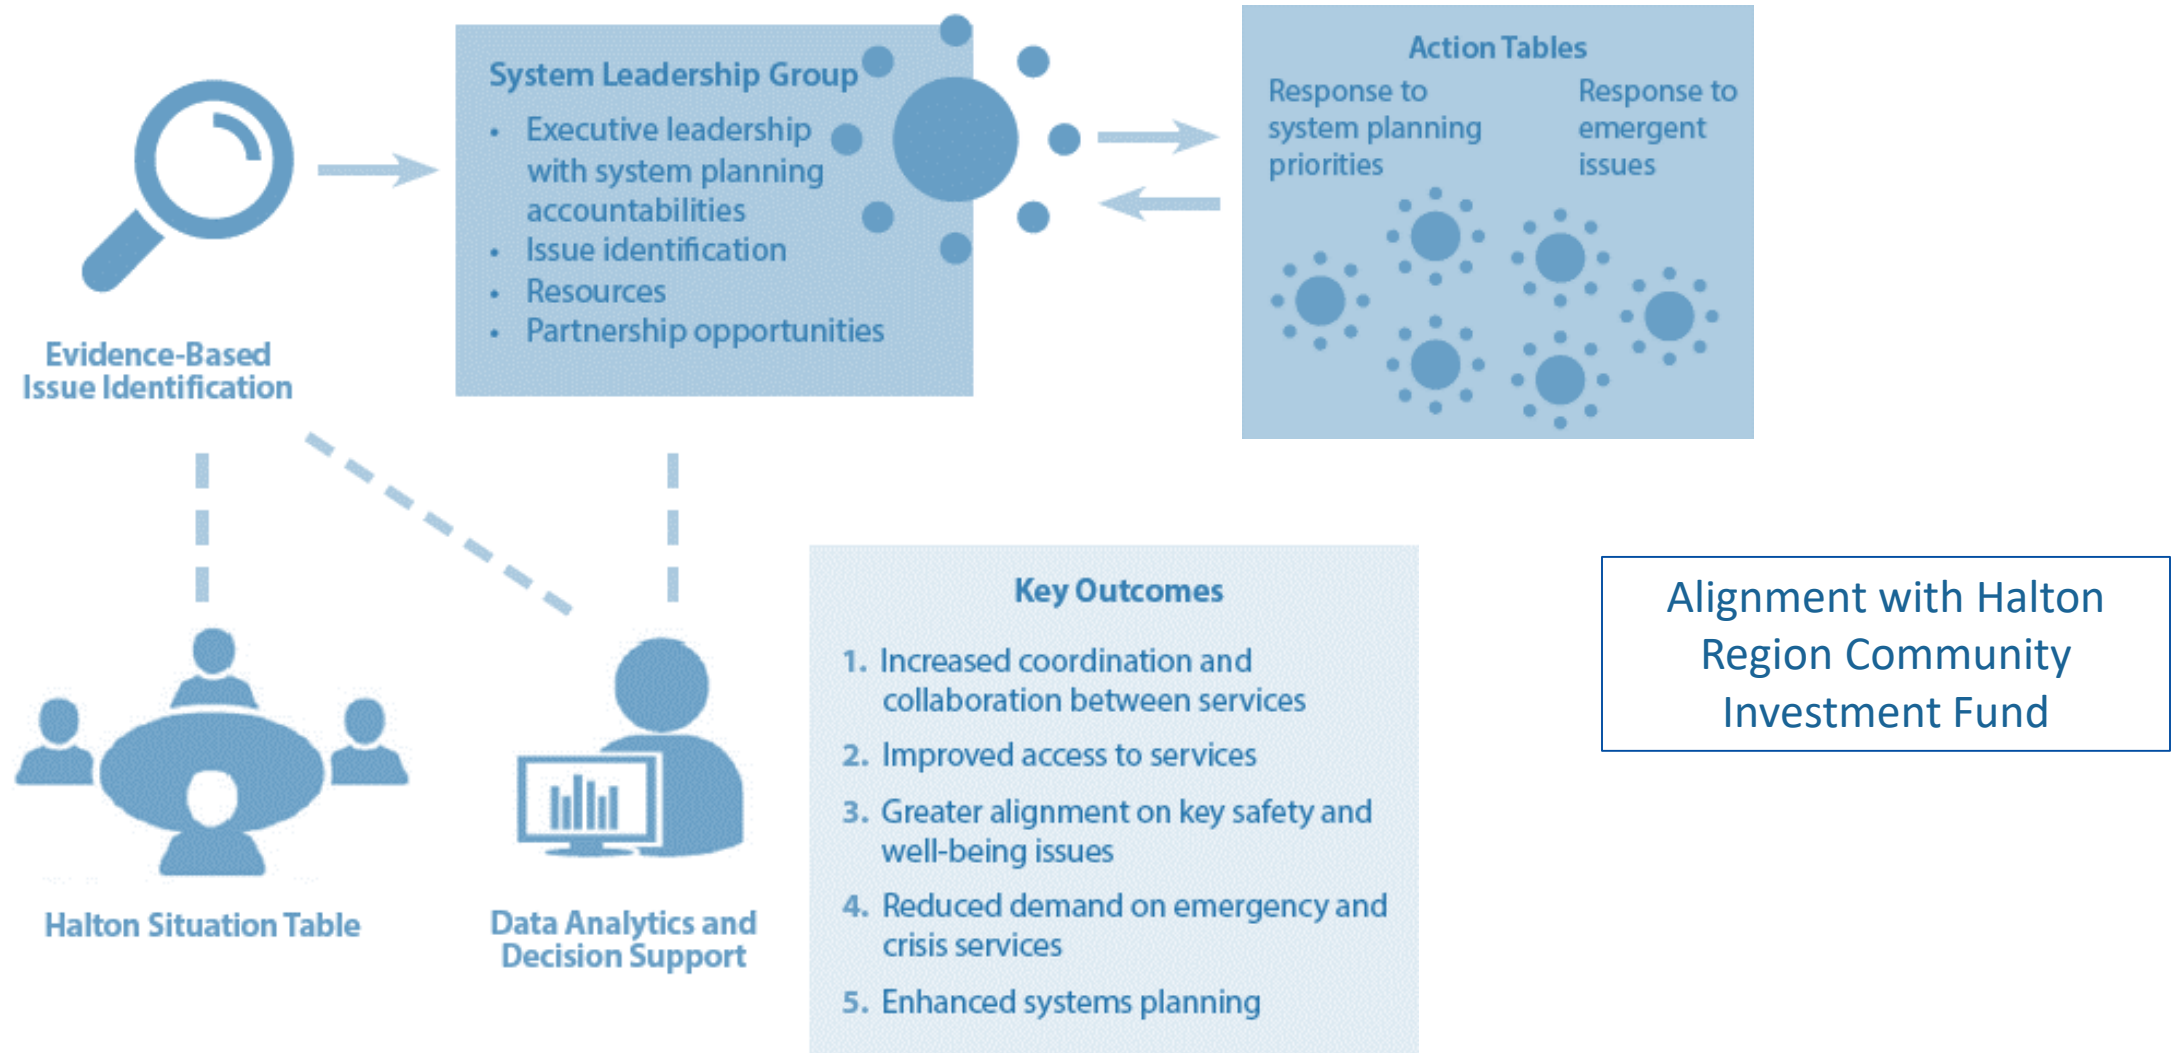 Evidence-Based
Issue Identification
System Leadership Group
• Executive leadership
with system planning
accountabilities
• Issue identification
• Resources
• Partnership opportunities
Action Tables
Response to
system planning
priorities
Response to
emergent
issues
Halton Situation Table
Data Analytics and
Decision Support
Key Outcomes
1. Increased coordination and
collaboration between services
2. Improved access to services
3. Greater alignment on key safety and
well-being issues
4. Reduced demand on emergency and
crisis services
5. Enhanced systems planning
Alignment with Halton
Region Community
Investment Fund